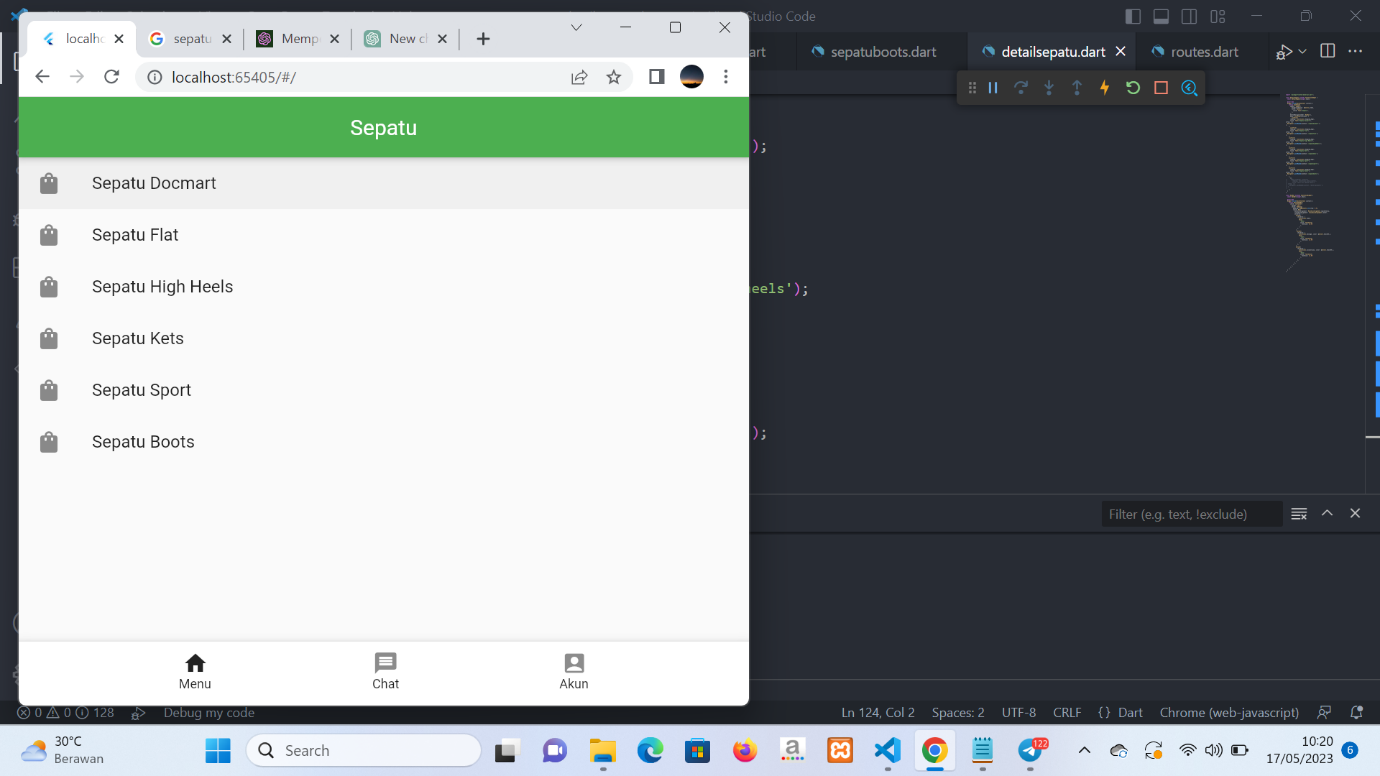 localho
sepatu
Memp
New ch
Studio Code
localhost:65405/#/
art
sepatuboots.dart
detailsepatu.dart
routes.dart
Sepatu
);
Sepatu Docmart
Sepatu Flat
Sepatu High Heels
eels');
Sepatu Kets
Sepatu Sport
Sepatu Boots
);
Filter (e.g. text, !exclude)
Menu
Chat
Akun
0 0 128
Debug my code
Ln 124, Col 2
Spaces: 2
UTF-8
CRLF
{ } Dart
Chrome (web-javascript)
30°C
Berawan
Search
122
10:20
17/05/2023
6